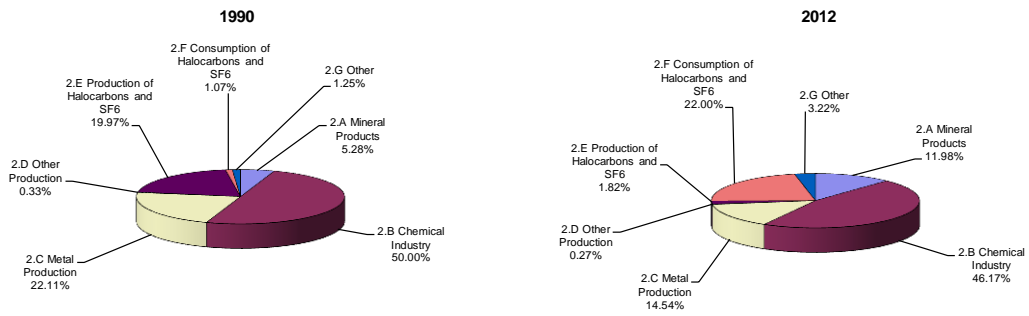 1990
2.F Consumption of
Halocarbons and
SF6
1.07%
2.G Other
1.25%
2.E Production of
Halocarbons and
SF6
19.97%
2.A Mineral
Products
5.28%
2.D Other
Production
0.33%
2.C Metal
Production
22.11%
2.B Chemical
Industry
50.00%
2012
2.F Consumption of
Halocarbons and
SF6
22.00%
2.G Other
3.22%
2.A Mineral
Products
11.98%
2.E Production of
Halocarbons and
SF6
1.82%
2.D Other
Production
0.27%
2.C Metal
Production
14.54%
2.B Chemical
Industry
46.17%